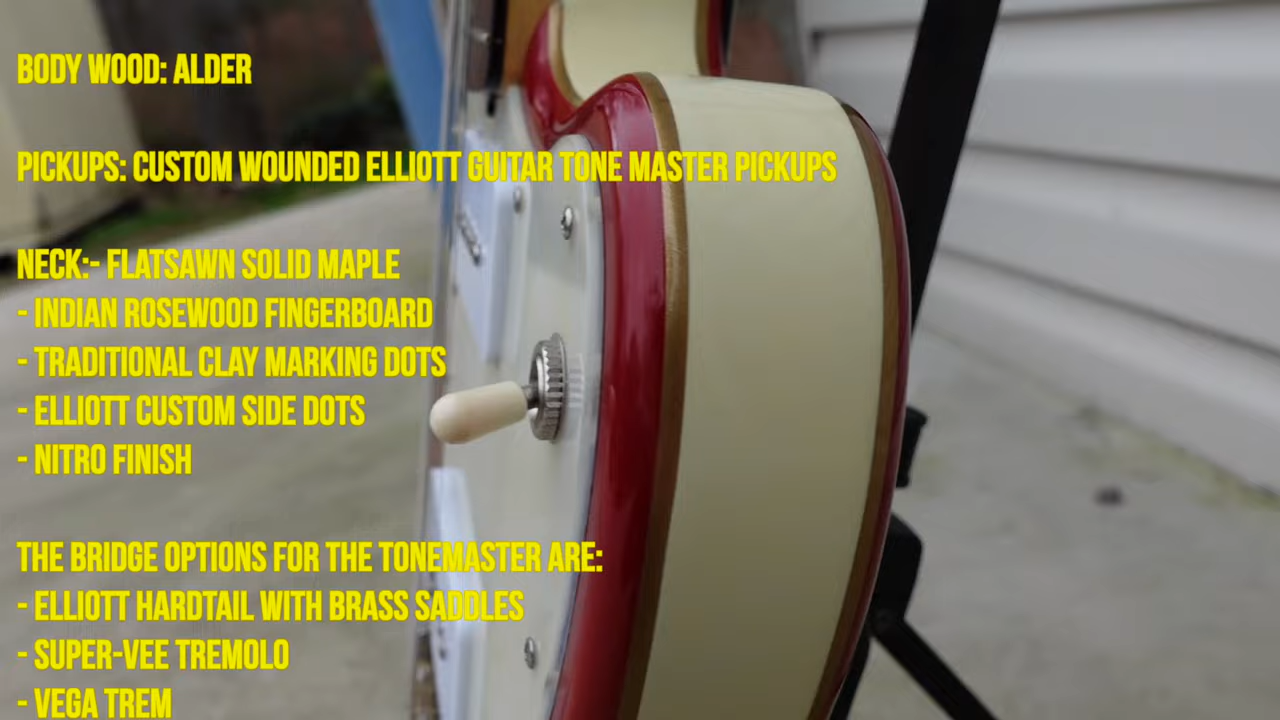 BODY WOOD: ALDER
PICKUPS: CUSTOM WOUNDED ELLIOTT GUITAR TONE MASTER PICKUPS
NECK:- FLATSAWN SOLID MAPLE
- INDIAN ROSEWOOD FINGERBOARD
- TRADITIONAL CLAY MARKING DOTS
- ELLIOTT CUSTOM SIDE DOTS
- NITRO FINISH
THE BRIDGE OPTIONS FOR THE TONEMASTER ARE:
- ELLIOTT HARDTAIL WITH BRASS SADDLES
- SUPER-VEE TREMOLO
- VEGA TREM